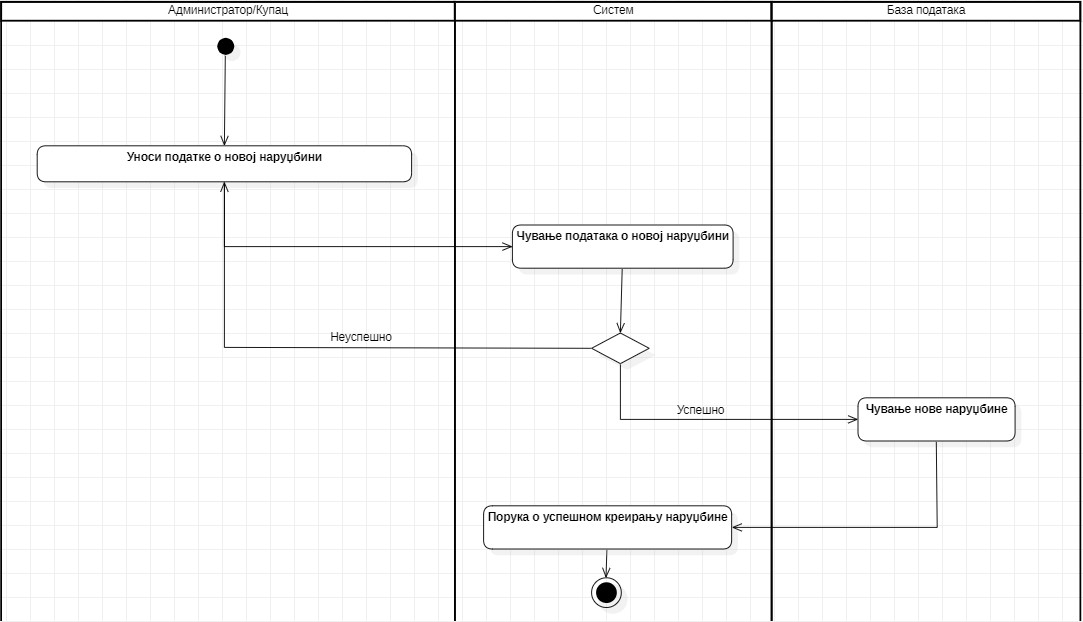 Администратор/Купац
Систем
База података
Уноси податке о новој наруџбини
Чување података о новој наруџбини
Неуспешно
Успешно
Чување нове наруџбине
Порука о успешном креирању наруџбине